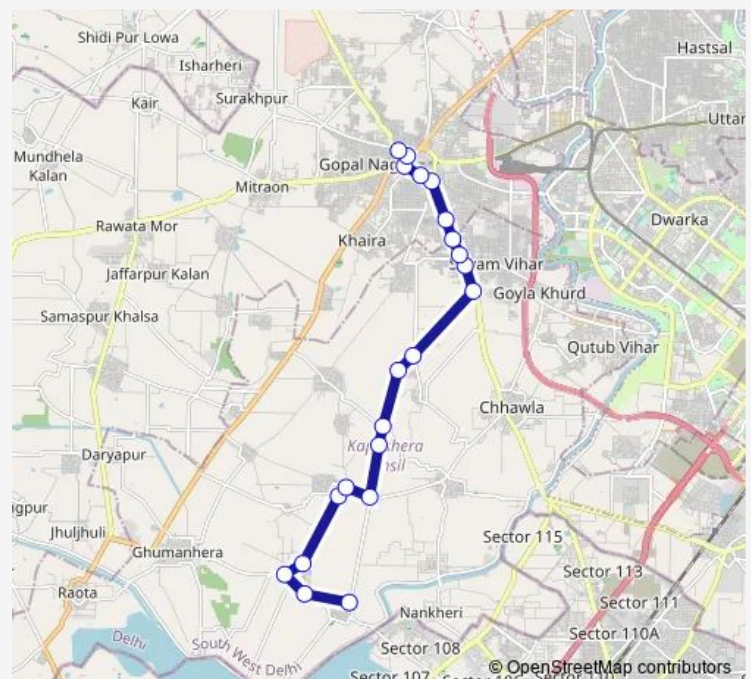 Shidi Pur Lowa
Hastsal
Isharheri
Kair
Surakhpur
Uttar
Mundhela
Kalan
Gopal Na
Mitraon
Dwarka
Rawata Mor
Khaira
Jaffarpur Kalan
am Vihar
Goyla Khurd
Samaspur Khalsa
Qutub Vihar
Chhawla
Daryapur
Jhuljhuli
Ghumanhera
Sector 115
Sector 113
Raota
Sector 111
Nankheri
Sector 110A
Delhi
South West Delhi
Sector 108
Sector 107
© OpenStreetMap contributors